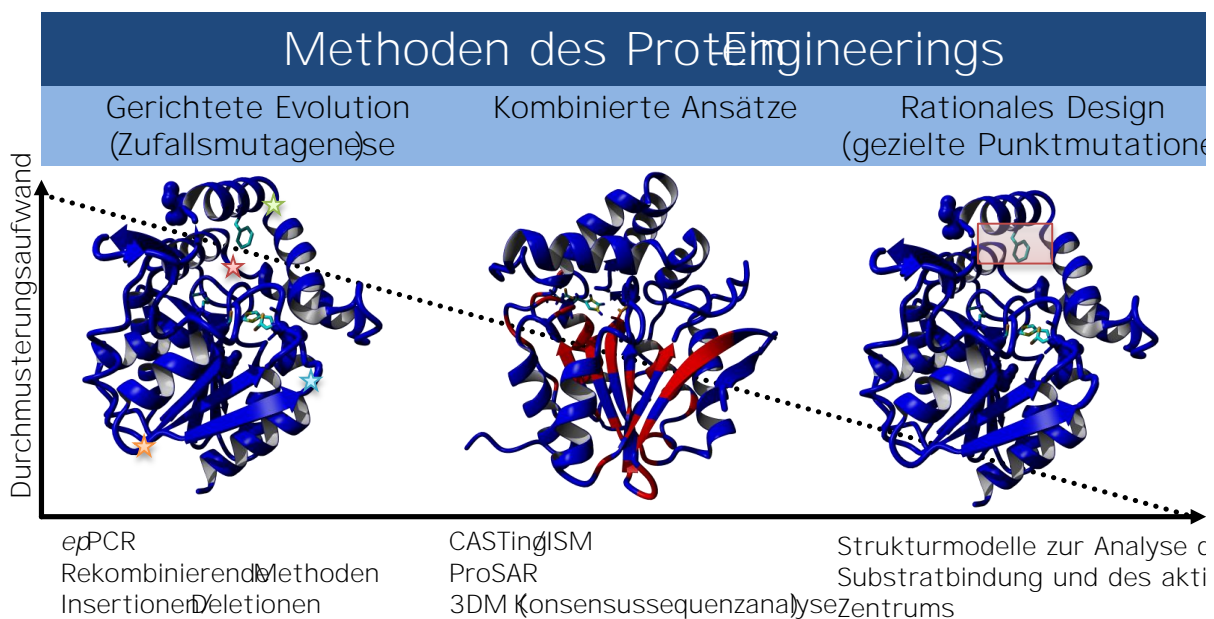 Methoden des Protein-Engineerings
Gerichtete Evolution
(Zufallsmutagenese)
Kombinierte Ansätze
Rationales Design
(gezielte Punktmutatione
Durchmusterungsaufwand
epPCR
Rekombinierende Methoden
Insertionen/Deletionen
CASTing/ISM
ProSAR
3DM (Konsensussequenzanalyse)
Strukturmodelle zur Analyse d
Substratbindung und des akti
Zentrums